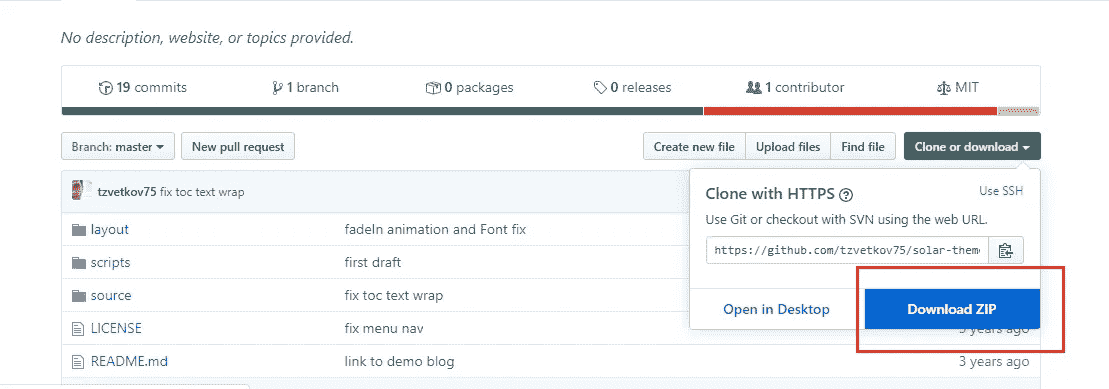 No description, website, or topics provided.
19 commits 1 branch 0 packages 0 releases 1 contributor MIT
Branch: master New pull request Create new file Upload files Find file Clone or download
tzvetkov75 fix toc text wrap
Clone with HTTPS Use SSH
Use Git or checkout with SVN using the web URL.
layout fadeIn animation and Font fix
https://github.com/tzvetkov75/solar-them
scripts first draft
source fix toc text wrap
Open in Desktop Download ZIP
LICENSE fix menu nav 3 years ago
README.md link to demo blog 3 years ago